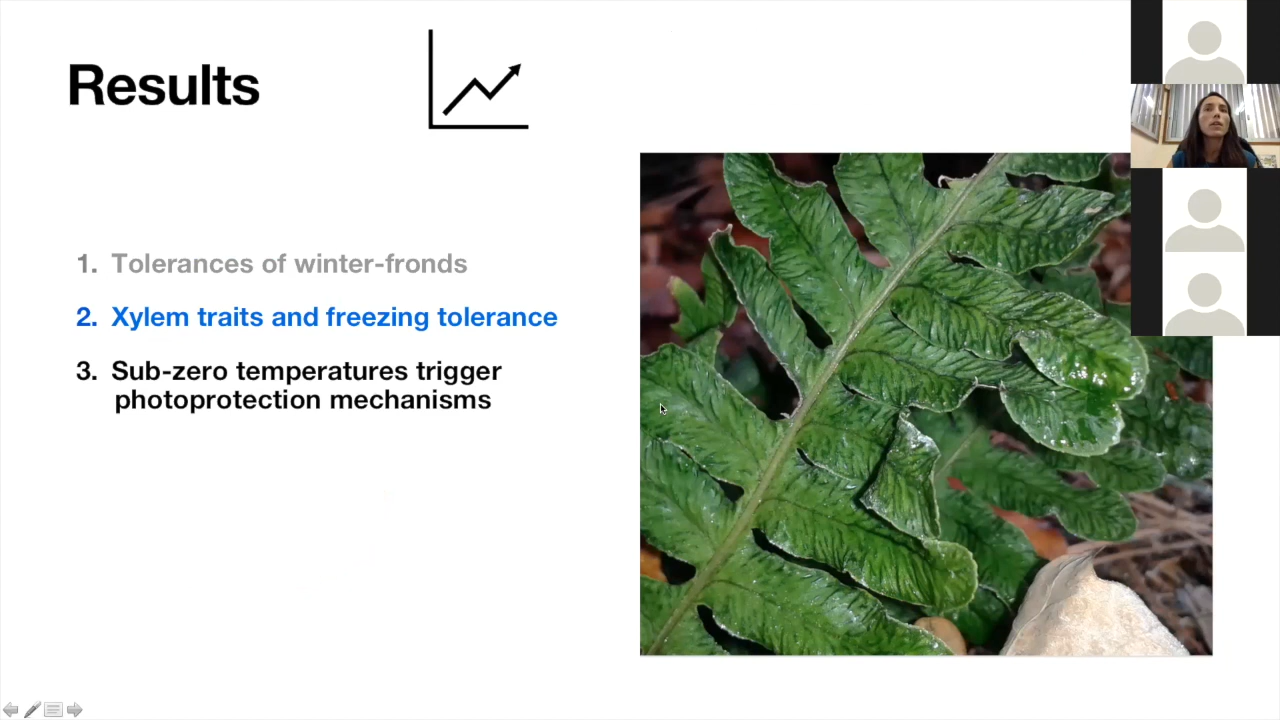 Results
1. Tolerances of winter-fronds
2. Xylem traits and freezing tolerance
3. Sub-zero temperatures trigger
photoprotection mechanisms